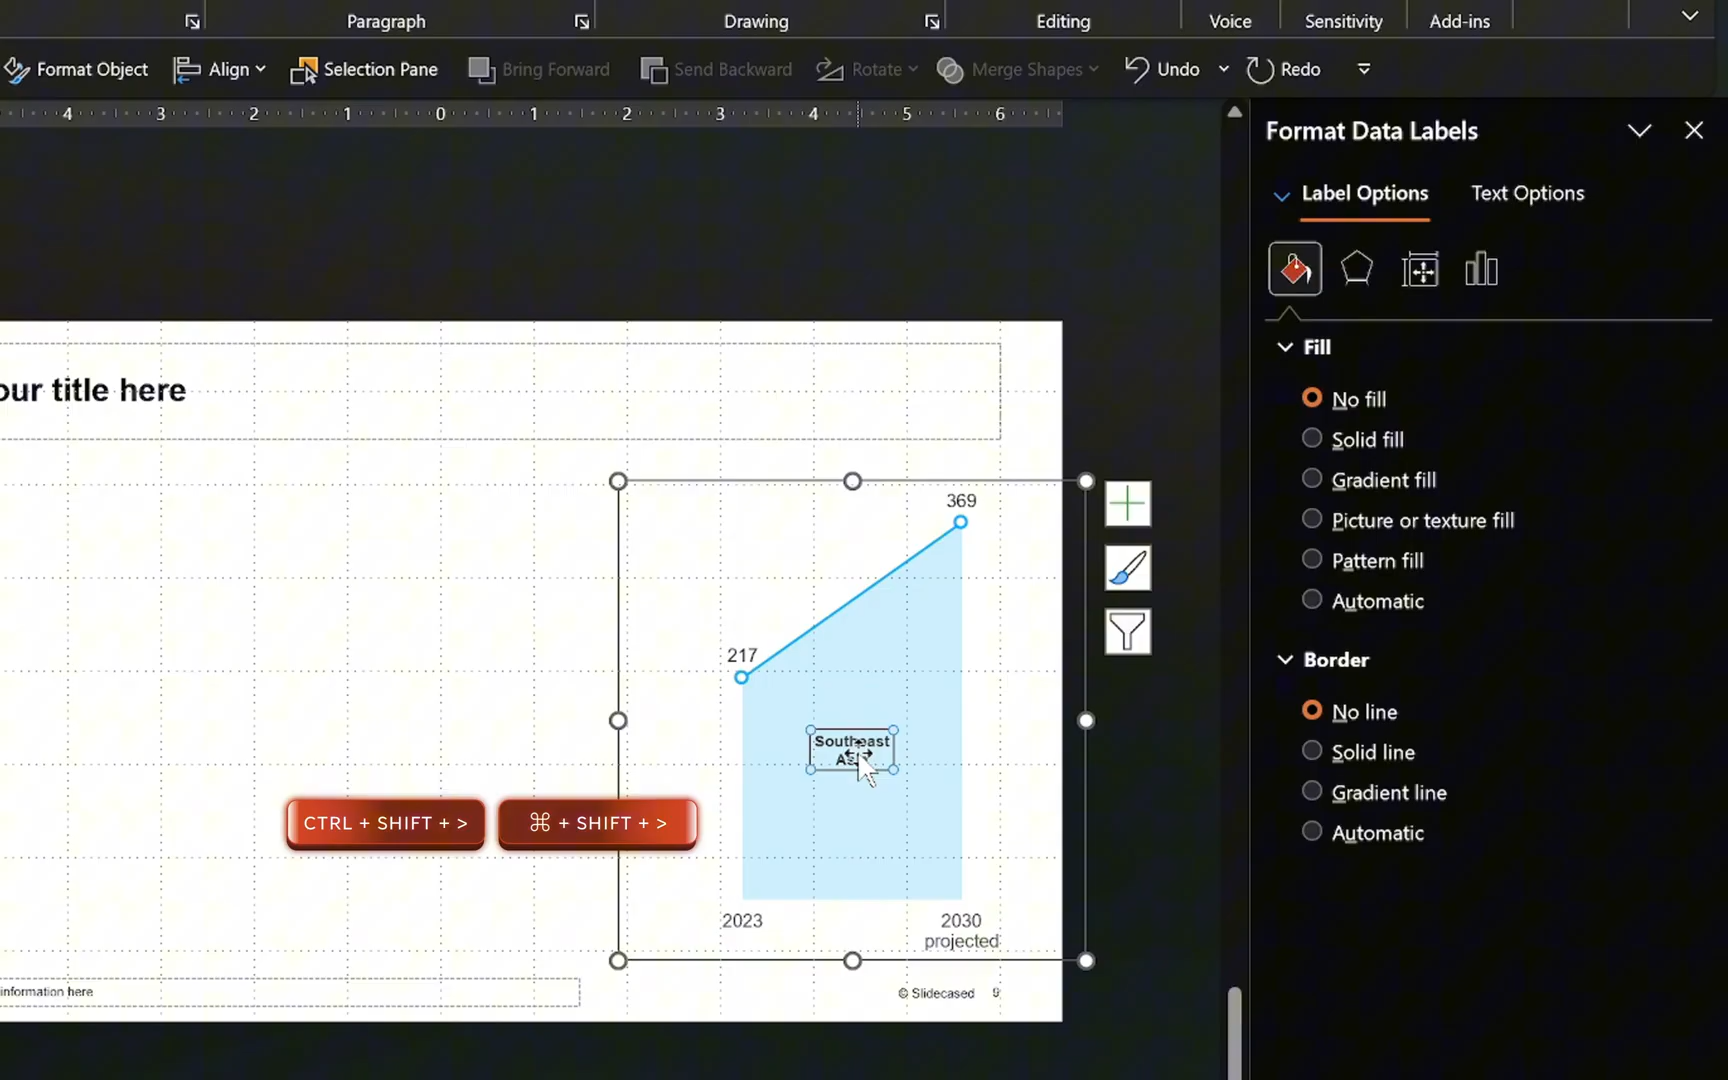 Paragraph
Drawing
Editing
Voice
Sensitivity
Add-ins
Format Object
Align
Selection Pane
Bring Forward
Send Backward
Rotate
Merge Shapes
Undo
Redo
4 3 2 1 0 1 2 3 4 5 6
Format Data Labels
Label Options
Text Options
Fill
No fill
Solid fill
Gradient fill
Picture or texture fill
Pattern fill
Automatic
Border
No line
Solid line
Gradient line
Automatic
our title here
369
217
Southeast
CTRL + SHIFT + >
⌘ + SHIFT + >
2023
2030
projected
information here
© Slidecased
9